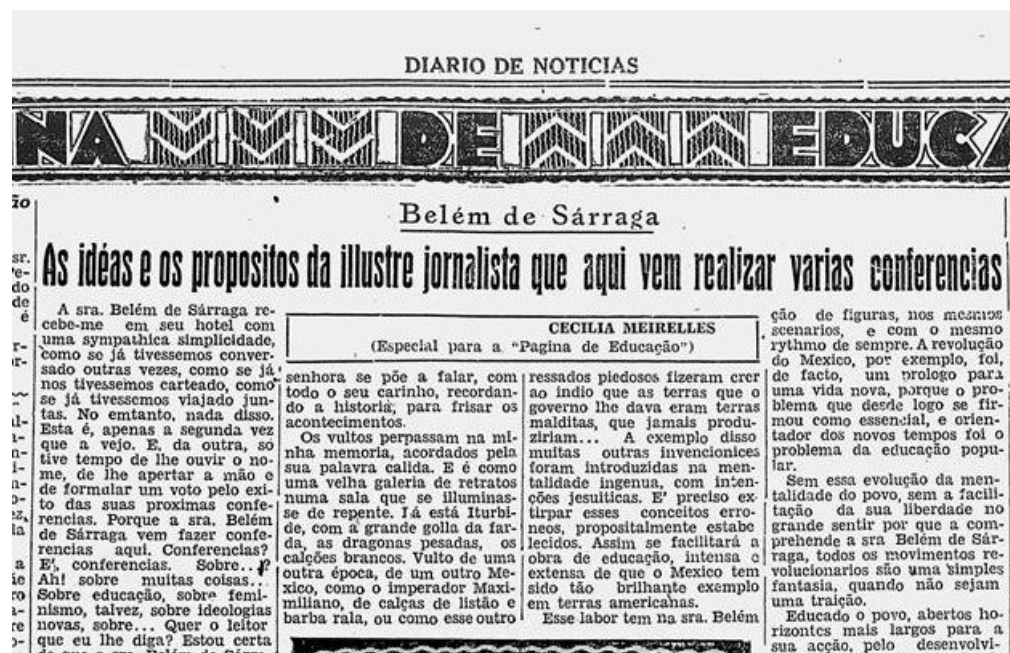 DIARIO DE NOTICIAS
NA DE EDUCA
Belém de Sárraga
As idéas e os propositos da illustre jornalista que aqui vem realizar varias conferencias
A sra. Belém de Sárraga re-
cebe-me em seu hotel com
uma sympathica simplicidade,
como se já tivessemos conver-
sado outras vezes, como se já
nos tivessemos carteado, como
se já tivessemos viajado jun-
tas. No emtanto, nada disso.
Esta é, apenas a segunda vez
que a vejo. E, da outra, só
tive tempo de lhe ouvir o no-
me, de lhe apertar a mão e
de formular um voto pelo exi-
to das suas proximas confe-
rencias. Porque a sra. Belém
de Sárraga vem fazer confe-
rencias aqui. Conferencias?
E', conferencias. Sobre...?
Ah! sobre muitas coisas...
Sobre educação, sobre femi-
nismo, talvez, sobre ideologias
novas, sobre... Quer o leitor
que eu lhe diga? Estou certa
CECILIA MEIRELLES
(Especial para a "Pagina de Educação")
senhora se põe a falar, com
todo o seu carinho, recordan-
do a historia, para frisar os
acontecimentos.
Os vultos perpassam na mi-
nha memoria, acordados pela
sua palavra calida. E é como
uma velha galeria de retratos
numa sala que se illuminas-
se de repente. Lá está Iturbi-
de, com a grande golla da far-
da, as dragonas pesadas, os
calções brancos. Vulto de uma
outra época, de um outro Me-
xico, como o imperador Maxi-
miliano, de calças de listão e
barba rala, ou como esse outro
ressados piedosos fizeram crer
ao indio que as terras que o
governo lhe dava eram terras
malditas, que jamais produ-
ziriam... A exemplo disso
muitas outras invencionices
foram introduzidas na men-
talidade ingenua, com inten-
ções jesuiticas. E' preciso ex-
tirpar esses conceitos erro-
neos, propositalmente estabe
lecidos. Assim se facilitará a
obra de educação, intensa e
extensa de que o Mexico tem
sido tão brilhante exemplo
em terras americanas.
Esse labor tem na sra. Belém
ção de figuras, nos mesmos
scenarios, e com o mesmo
rythmo de sempre. A revolução
do Mexico, por exemplo, foi,
de facto, um prologo para
uma vida nova, porque o pro-
blema que desde logo se fir-
mou como essencial, e orien-
tador dos novos tempos foi o
problema da educação popu-
lar.
Sem essa evolução da men-
talidade do povo, sem a facili-
tação da sua liberdade no
grande sentir por que a com-
prehende a sra Belém de Sár-
raga, todos os movimentos re-
volucionarios são uma simples
fantasia, quando não sejam
uma traição.
Educado o povo, abertos ho-
rizontes mais largos para a
sua acção, pelo desenvolvi-